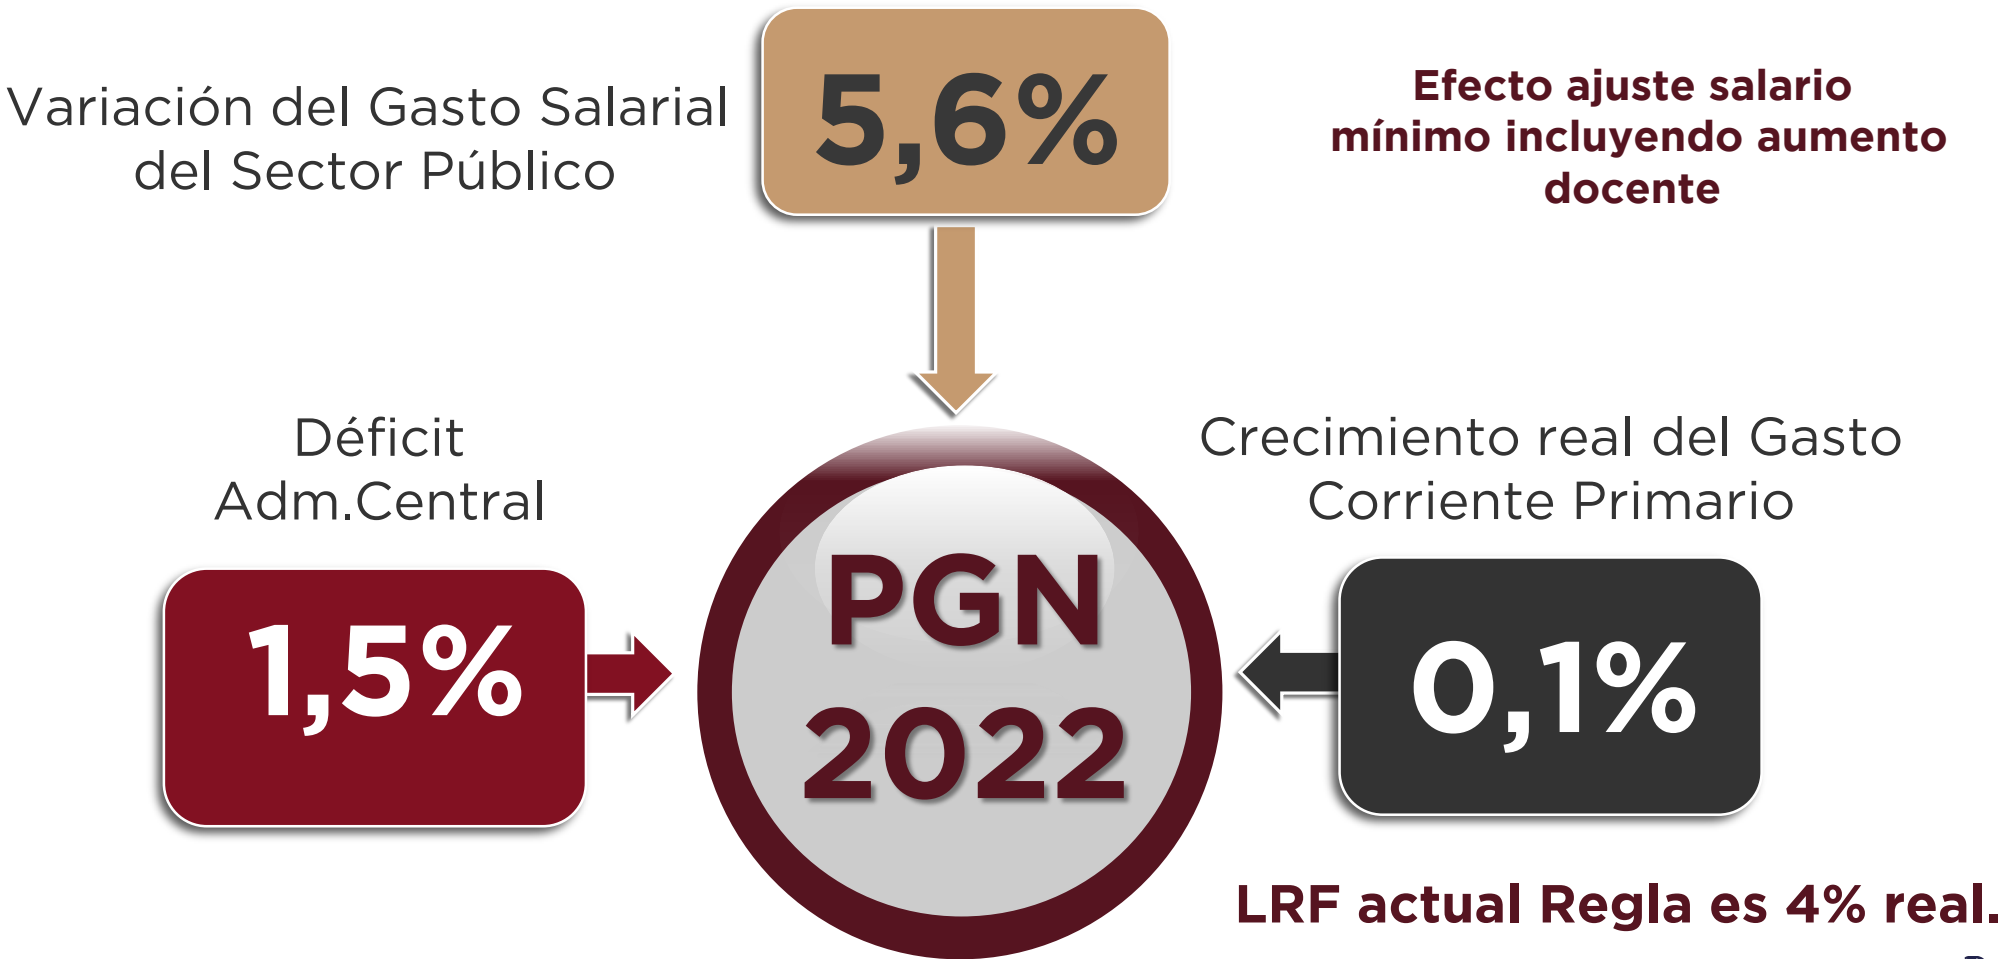 Variación del Gasto Salarial
del Sector Público
5,6%
Efecto ajuste salario
mínimo incluyendo aumento
docente
Déficit
Adm.Central
1,5%
PGN
2022
Crecimiento real del Gasto
Corriente Primario
0,1%
LRF actual Regla es 4% real.